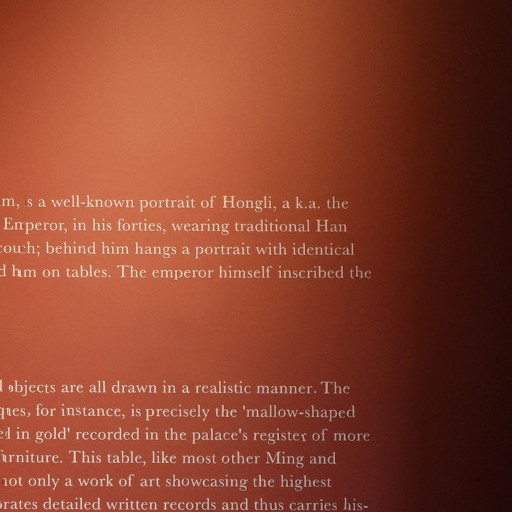 m, s a well-known portrait of Hongli, a k.a. the
Emperor, in his forties, wearing traditional Han
couch; behind him hangs a portrait with identical
d him on tables. The emperor himself inscribed the
l objects are all drawn in a realistic manner. The
ques, for instance, is precisely the 'mallow-shaped
ed in gold' recorded in the palace's register of more
furniture. This table, like most other Ming and
not only a work of art showcasing the highest
orates detailed written records and thus carries his-